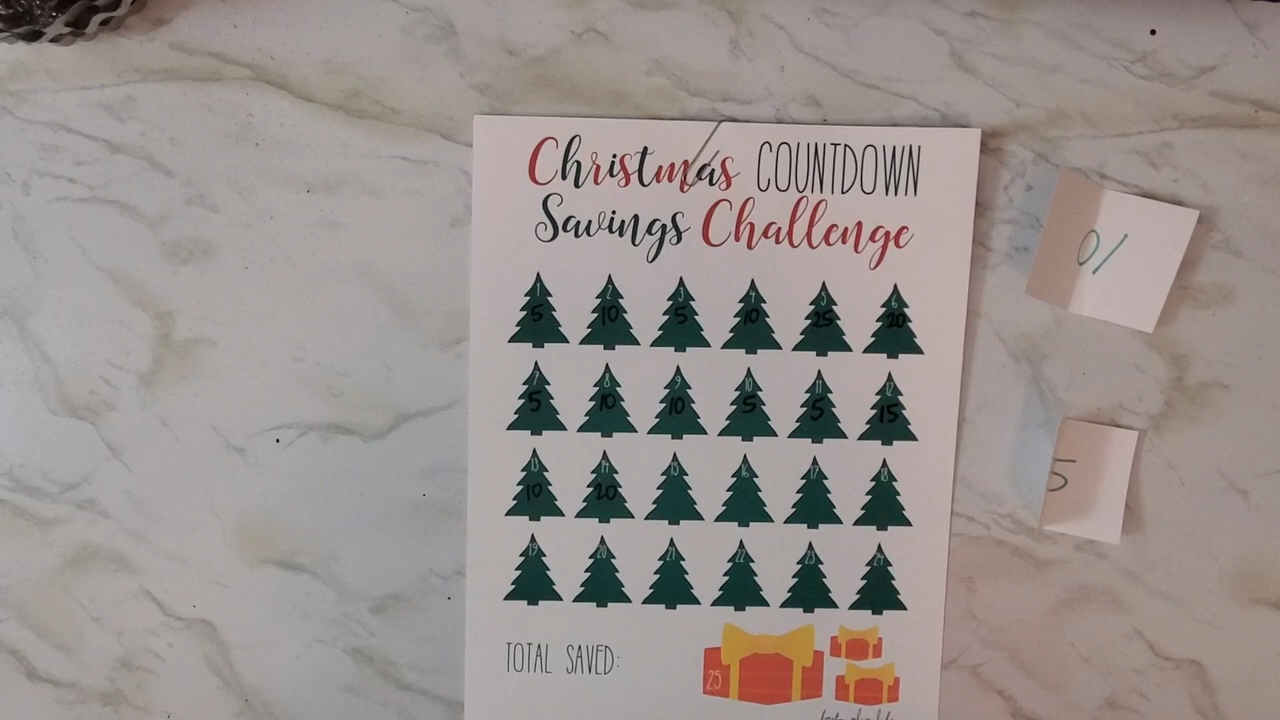 Christmas COUNTDOWN
Savings Challenge
1 2 3 4 5 6
5 10 5 10 25 20
7 8 9 10 11 12
5 10 10 5 5 15
13 14 15 16 17 18
10 20
19 20 21 22 23 24
TOTAL SAVED:
25
10
5